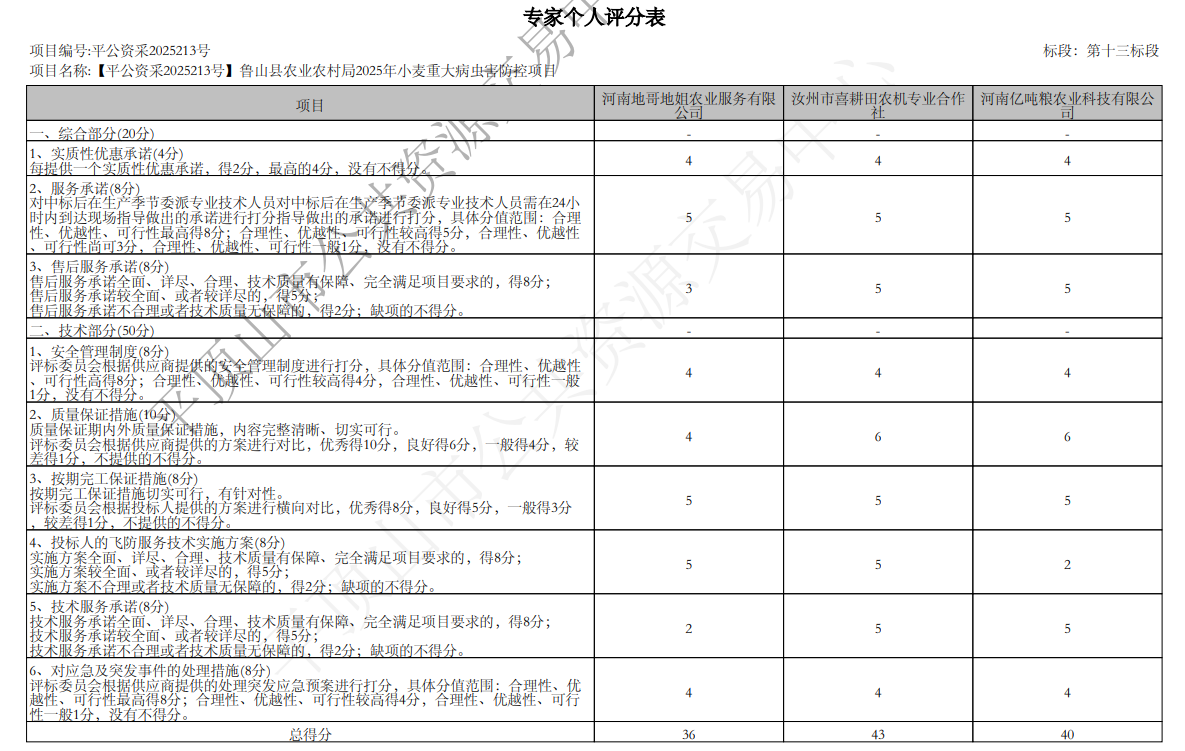 专家个人评分表
项目编号:平公资采2025213号
标段：第十三标段
项目名称:【平公资采2025213号】鲁山县农业农村局2025年小麦重大病虫害防控项目
项目 河南地哥地姐农业服务有限公司 汝州市喜耕田农机专业合作社 河南亿吨粮农业科技有限公司
一、综合部分(20分) - - -
1、实质性优惠承诺(4分)
每提供一个实质性优惠承诺，得2分，最高的4分，没有不得分。
4 4 4
2、服务承诺(8分)
对中标后在生产季节委派专业技术人员对中标后在生产季节委派专业技术人员需在24小
时内到达现场指导做出的承诺进行打分指导做出的承诺进行打分，具体分值范围：合理
性、优越性、可行性最高得8分；合理性、优越性、可行性较高得5分，合理性、优越性
、可行性尚可3分，合理性、优越性、可行性一般1分，没有不得分。
5 5 5
3、售后服务承诺(8分)
售后服务承诺全面、详尽、合理、技术质量有保障、完全满足项目要求的，得8分；
售后服务承诺较全面、或者较详尽的，得5分；
售后服务承诺不合理或者技术质量无保障的，得2分；缺项的不得分。
3 5 5
二、技术部分(50分) - - -
1、安全管理制度(8分)
评标委员会根据供应商提供的安全管理制度进行打分，具体分值范围：合理性、优越性
、可行性高得8分；合理性、优越性、可行性较高得4分，合理性、优越性、可行性一般
1分，没有不得分。
4 4 4
2、质量保证措施(10分)
质量保证期内外质量保证措施，内容完整清晰、切实可行。
评标委员会根据供应商提供的方案进行对比，优秀得10分，良好得6分，一般得4分，较
差得1分，不提供的不得分。
4 6 6
3、按期完工保证措施(8分)
按期完工保证措施切实可行，有针对性。
评标委员会根据投标人提供的方案进行横向对比，优秀得8分，良好得5分，一般得3分
，较差得1分，不提供的不得分。
5 5 5
4、投标人的飞防服务技术实施方案(8分)
实施方案全面、详尽、合理、技术质量有保障、完全满足项目要求的，得8分；
实施方案较全面、或者较详尽的，得5分；
实施方案不合理或者技术质量无保障的，得2分；缺项的不得分。
5 5 2
5、技术服务承诺(8分)
技术服务承诺全面、详尽、合理、技术质量有保障、完全满足项目要求的，得8分；
技术服务承诺较全面、或者较详尽的，得5分；
技术服务承诺不合理或者技术质量无保障的，得2分；缺项的不得分。
2 5 5
6、对应急及突发事件的处理措施(8分)
评标委员会根据供应商提供的处理突发应急预案进行打分，具体分值范围：合理性、优
越性、可行性最高得8分；合理性、优越性、可行性较高得4分，合理性、优越性、可行
性一般1分，没有不得分。
4 4 4
总得分 36 43 40
平顶山市公共资源交易中
平顶山市公共资源交易中心